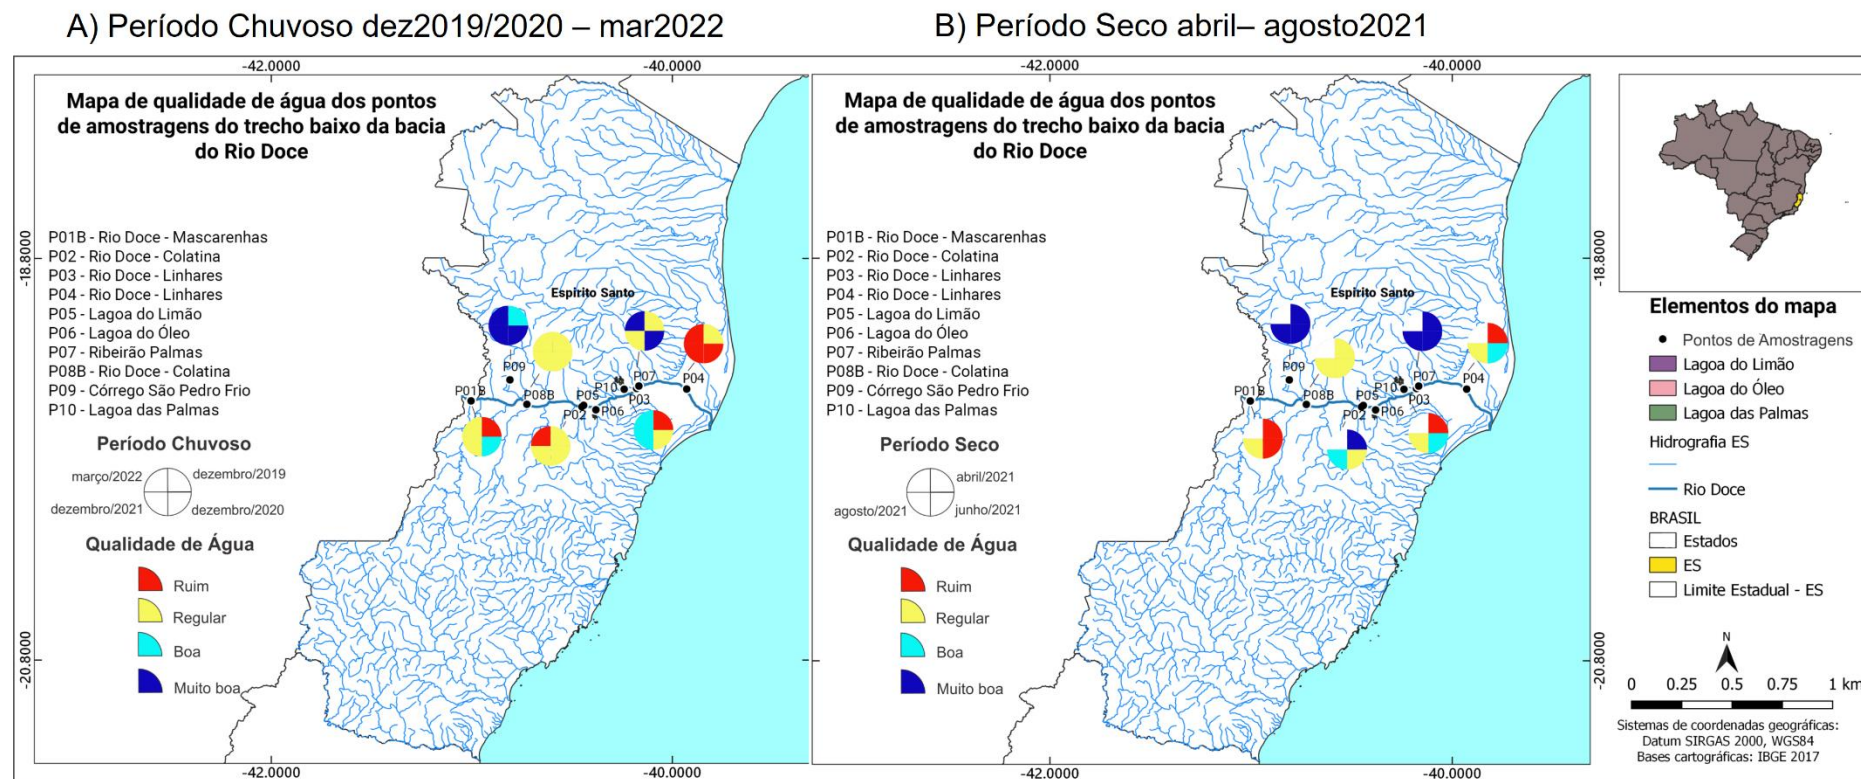 A) Período Chuvoso dez2019/2020 – mar2022
B) Período Seco abril– agosto2021
-42.0000
-40.0000
-42.0000
-40.0000
Mapa de qualidade de água dos pontos
de amostragens do trecho baixo da bacia
do Rio Doce
P01B - Rio Doce - Mascarenhas
P02 - Rio Doce - Colatina
P03 - Rio Doce - Linhares
P04 - Rio Doce - Linhares
P05 - Lagoa do Limão
P06 - Lagoa do Óleo
P07 - Ribeirão Palmas
P08B - Rio Doce - Colatina
P09 - Córrego São Pedro Frio
P10 - Lagoa das Palmas
-18.8000
Espírito Santo
P09
P07
P10
P04
P01B
P08B
P05
P03
P02
P06
Período Chuvoso
março/2022
dezembro/2019
dezembro/2021
dezembro/2020
Qualidade de Água
Ruim
Regular
Boa
Muito boa
-20.8000
-42.0000
-40.0000
Mapa de qualidade de água dos pontos
de amostragens do trecho baixo da bacia
do Rio Doce
P01B - Rio Doce - Mascarenhas
P02 - Rio Doce - Colatina
P03 - Rio Doce - Linhares
P04 - Rio Doce - Linhares
P05 - Lagoa do Limão
P06 - Lagoa do Óleo
P07 - Ribeirão Palmas
P08B - Rio Doce - Colatina
P09 - Córrego São Pedro Frio
P10 - Lagoa das Palmas
-18.8000
Espírito Santo
P09
P07
P10
P04
P01B
P08B
P05
P03
P02
P06
Período Seco
abril/2021
agosto/2021
junho/2021
Qualidade de Água
Ruim
Regular
Boa
Muito boa
-20.8000
-42.0000
-40.0000
Elementos do mapa
Pontos de Amostragens
Lagoa do Limão
Lagoa do Óleo
Lagoa das Palmas
Hidrografia ES
Rio Doce
BRASIL
Estados
ES
Limite Estadual - ES
N
0 0.25 0.5 0.75 1 km
Sistemas de coordenadas geográficas:
Datum SIRGAS 2000, WGS84
Bases cartográficas: IBGE 2017